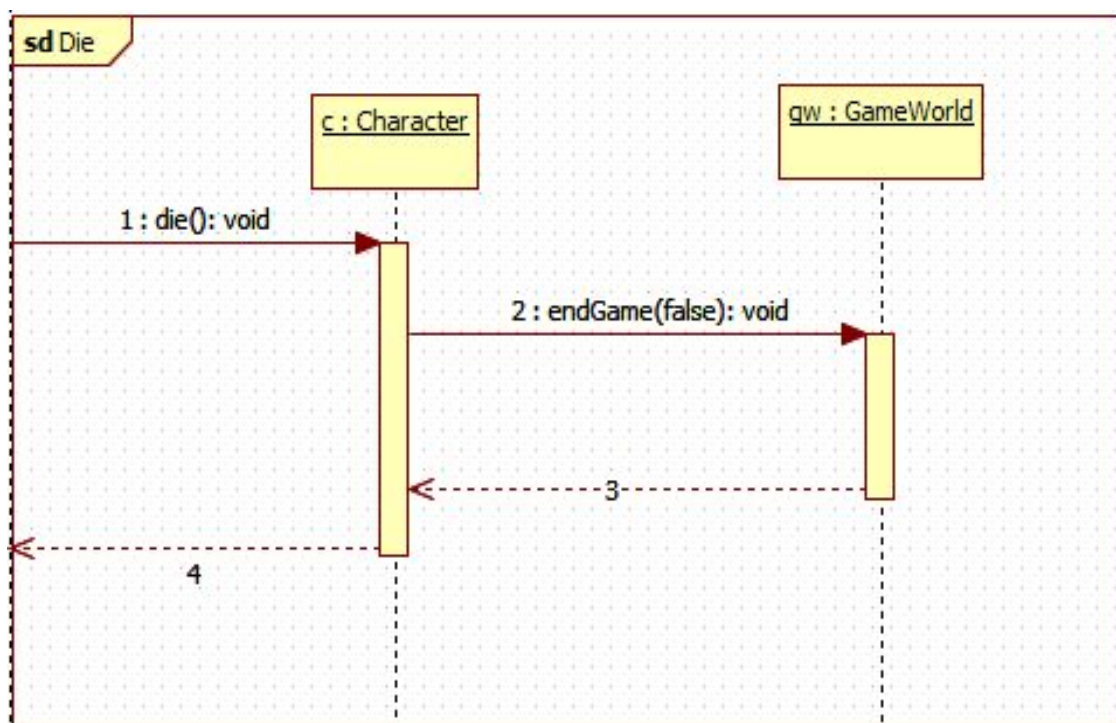 sd Die
c : Character
gw : GameWorld
1 : die(): void
2 : endGame(false): void
3
4